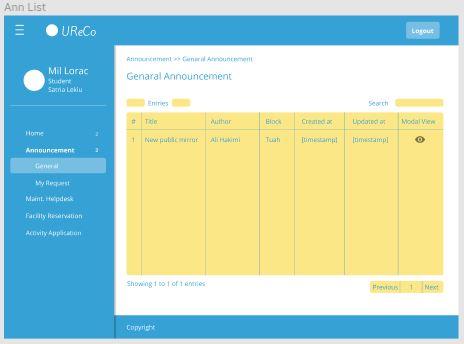 Ann List
UReCo
Logout
Mil Lorac
Student
Satria Lekiu
Home 2
Announcement 2
General
My Request
Maint. Helpdesk
Facility Reservation
Activity Application
Announcement >> Genaral Announcement
Genaral Announcement
Entries
Search
# Title Author Block Created at Updated at Modal View
1 New public mirror Ali Hakimi Tuah [timestamp] [timestamp]
Showing 1 to 1 of 1 entries
Previous 1 Next
Copyright